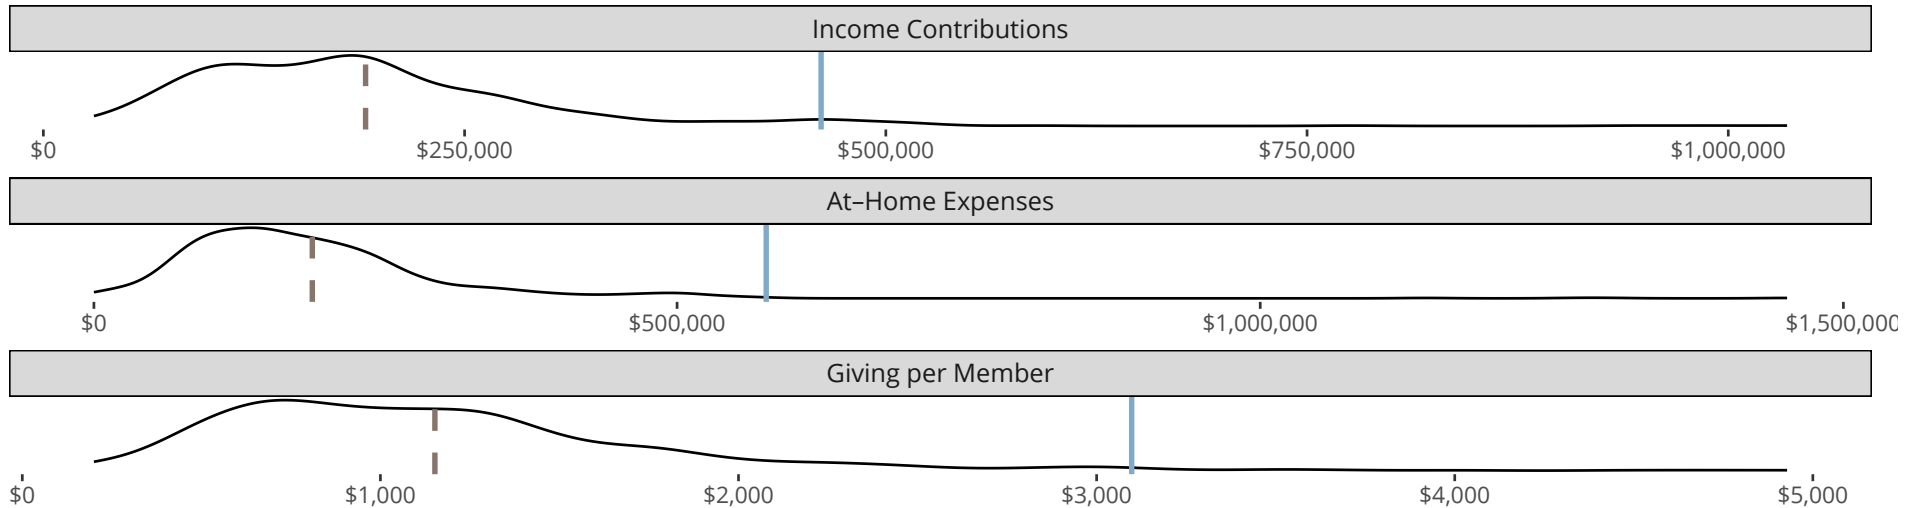 Income Contributions
$0 $250,000 $500,000 $750,000 $1,000,000
At–Home Expenses
$0 $500,000 $1,000,000 $1,500,000
Giving per Member
$0 $1,000 $2,000 $3,000 $4,000 $5,000